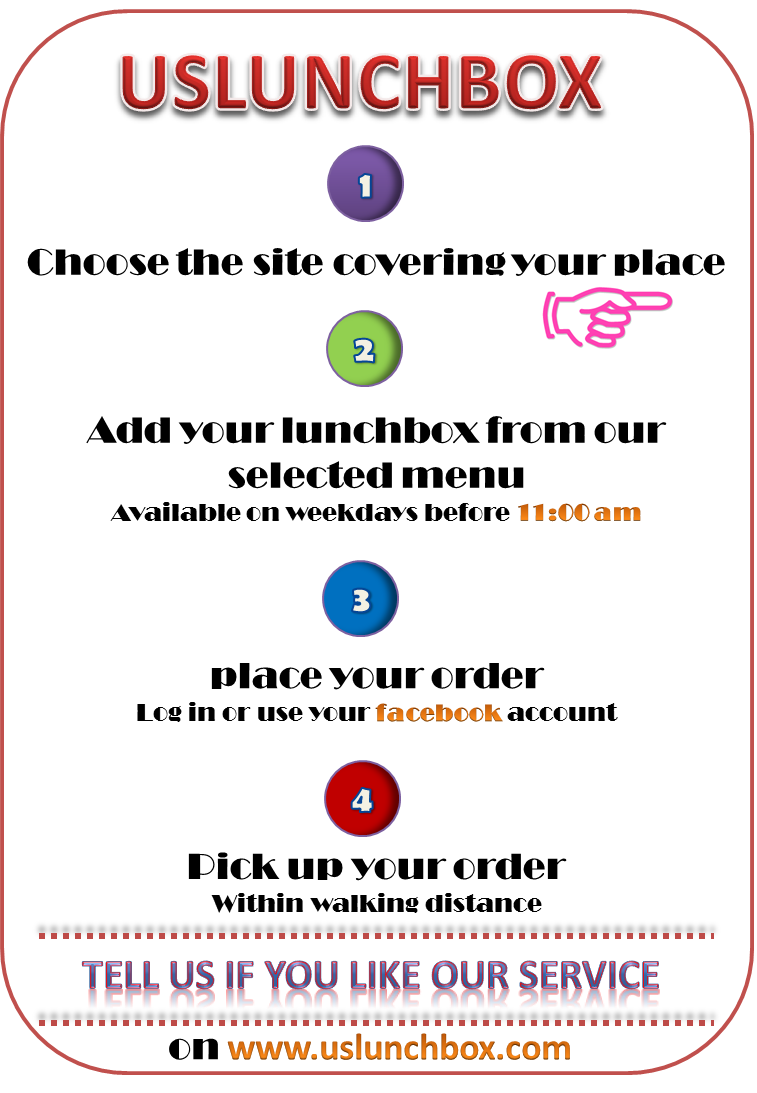 USLUNCHBOX
1
Choose the site covering your place
2
Add your lunchbox from our
selected menu
Available on weekdays before 11:00 am
3
place your order
Log in or use your facebook account
4
Pick up your order
Within walking distance
TELL US IF YOU LIKE OUR SERVICE
on www.uslunchbox.com